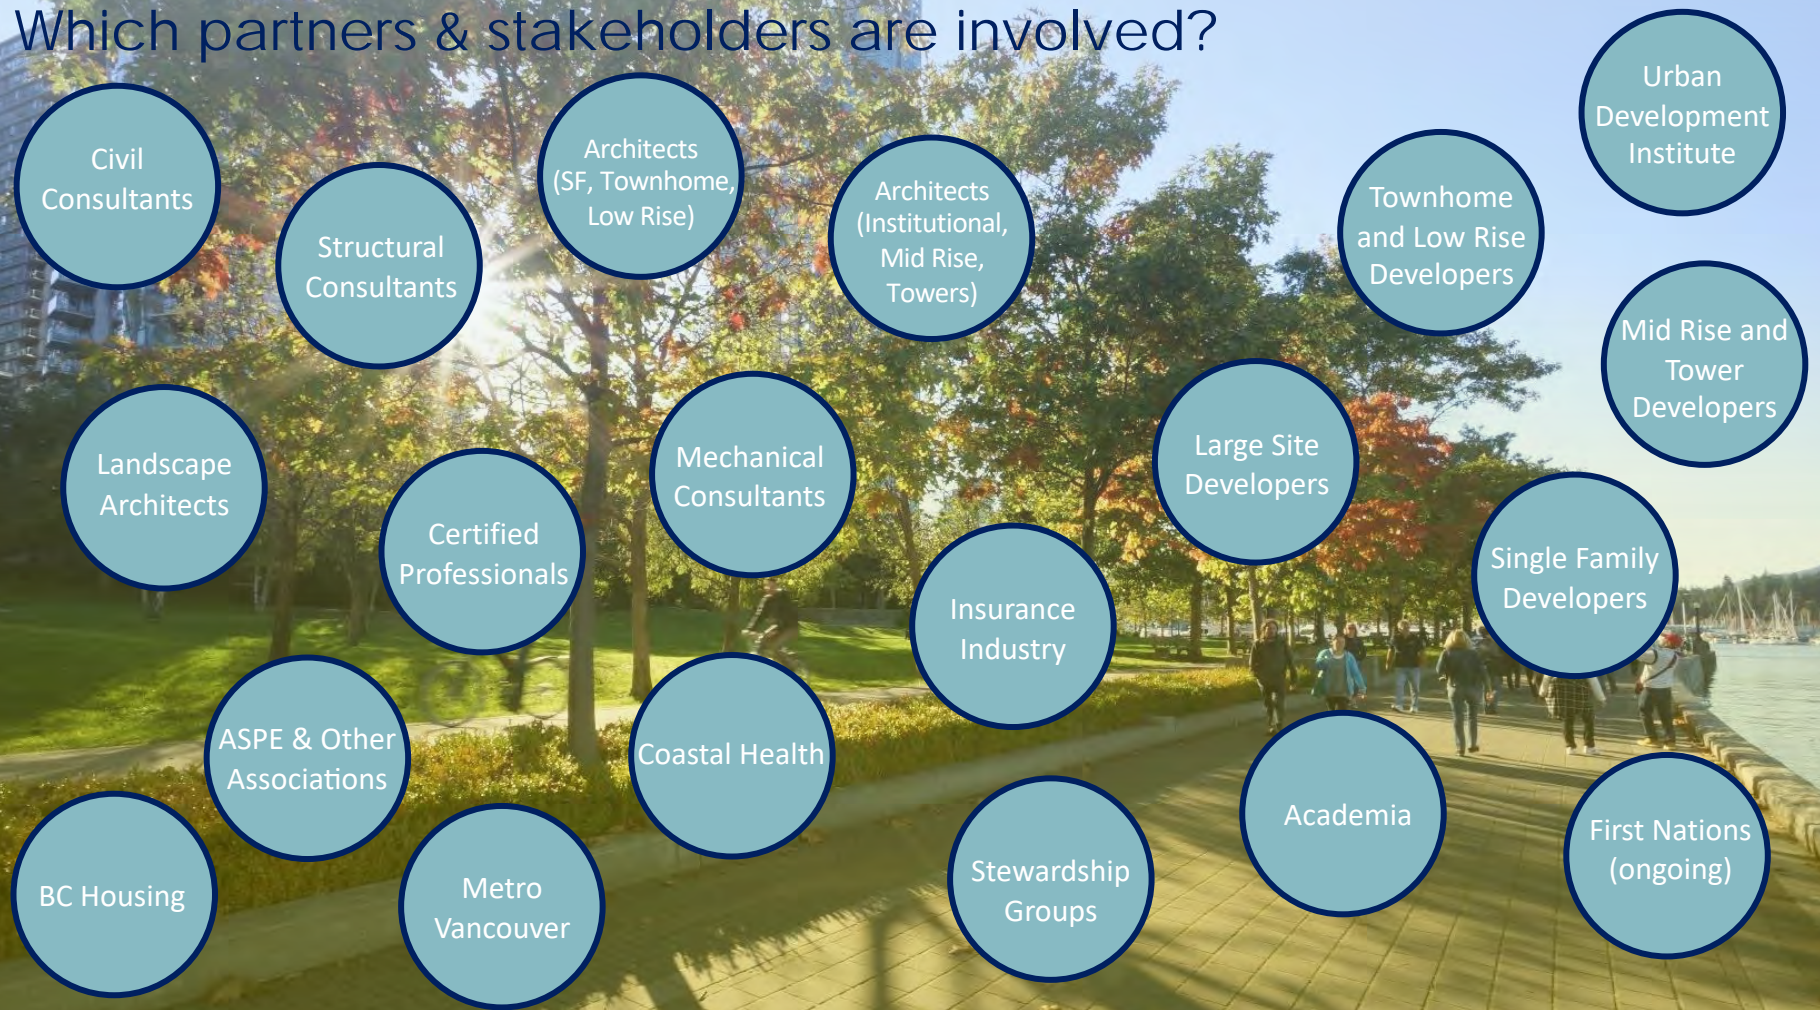 Which partners & stakeholders are involved?
Urban
Development
Institute
Civil
Consultants
Architects
(SF, Townhome,
Low Rise)
Architects
(Institutional,
Mid Rise,
Towers)
Townhome
and Low Rise
Developers
Structural
Consultants
Mid Rise and
Tower
Developers
Landscape
Architects
Mechanical
Consultants
Large Site
Developers
Certified
Professionals
Single Family
Developers
Insurance
Industry
ASPE & Other
Associations
Coastal Health
Academia
First Nations
(ongoing)
BC Housing
Metro
Vancouver
Stewardship
Groups